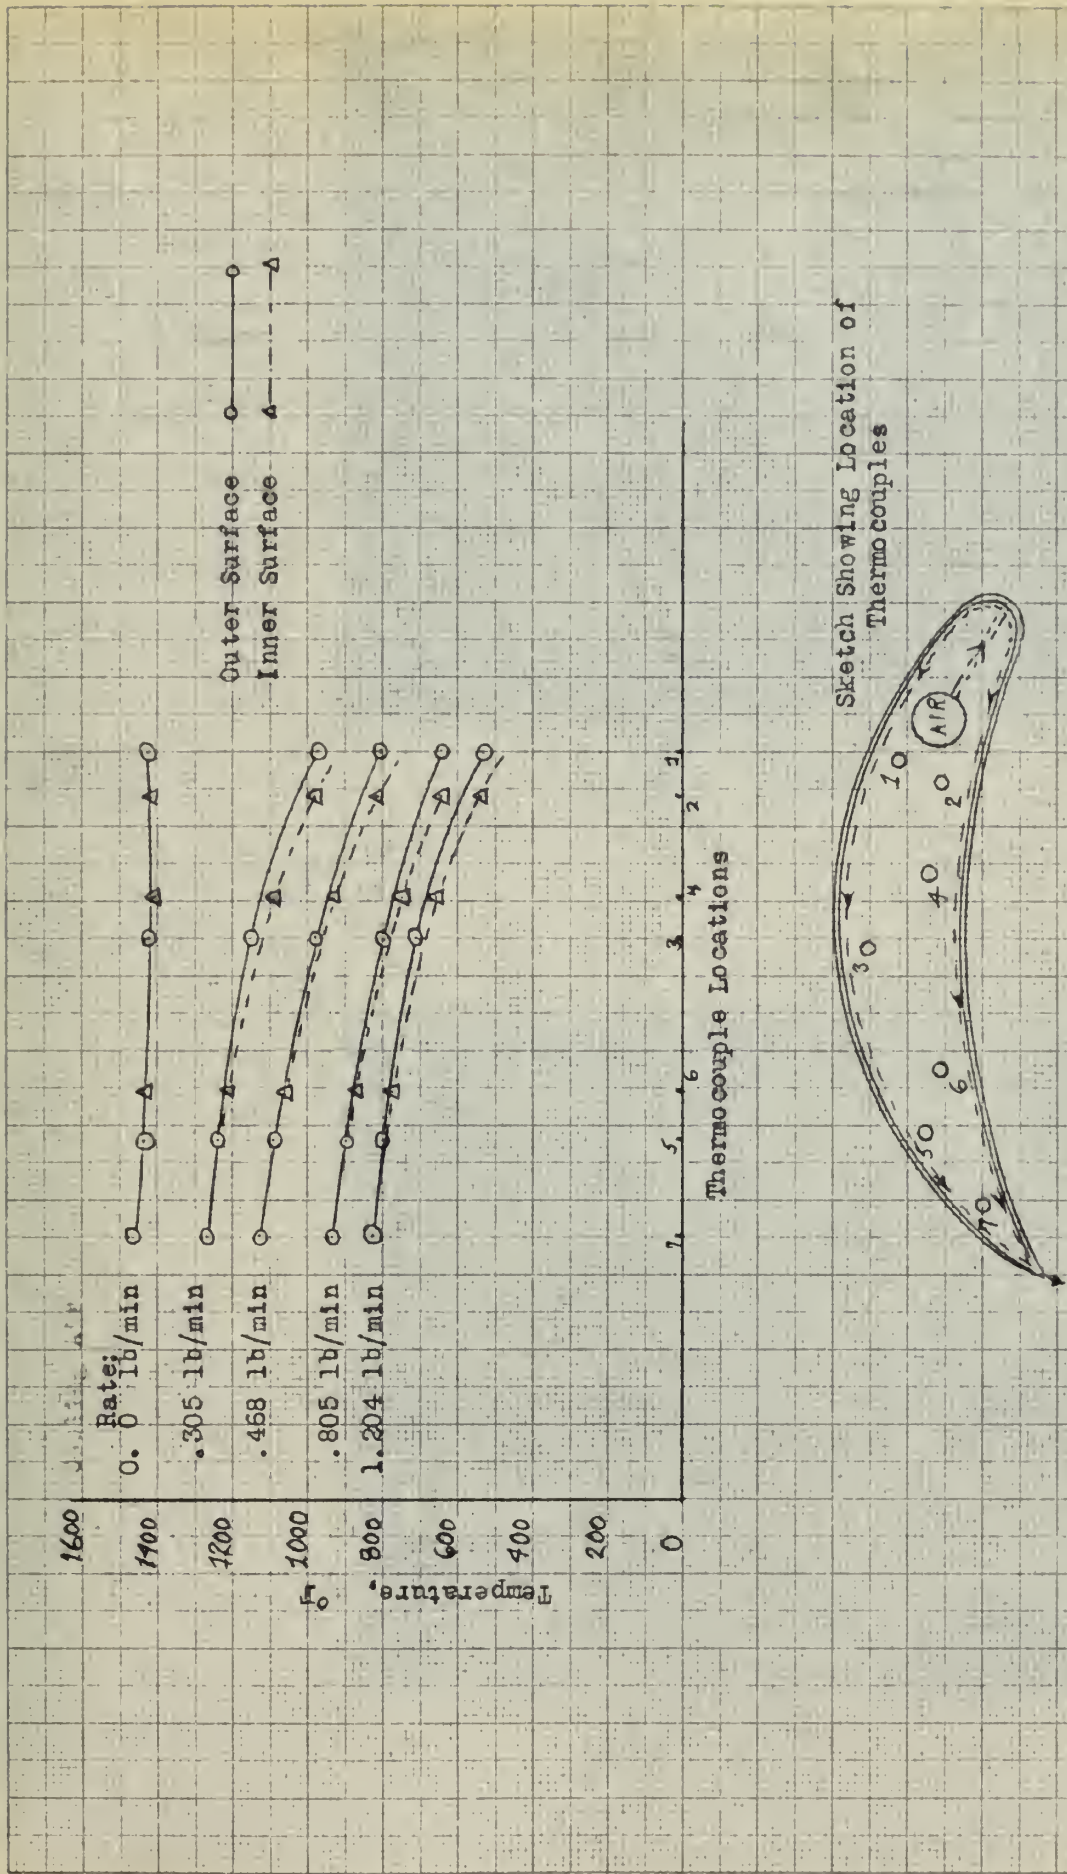 Rate:
0. 0 lb/min
.305 lb/min
.468 lb/min
.805 lb/min
1.204 lb/min
Outer Surface
Inner Surface
1600
1400
1200
1000
800
600
400
200
0
Temperature,
°F
7 5 6 3 4 2 1
Thermocouple Locations
Sketch Showing Location of
Thermocouples
AIR
1
2
3
4
5
6
7